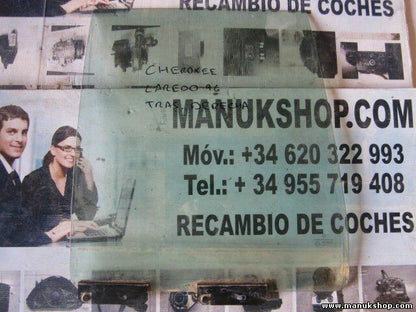 RECAMBIO DE COCHES
CHEROKEE
LAREDO 96
TRAS. DERECHA
MANUKSHOP.COM
Móv.: +34 620 322 993
Tel.: + 34 955 719 408
RECAMBIO DE COCHES
www.manukshop.com